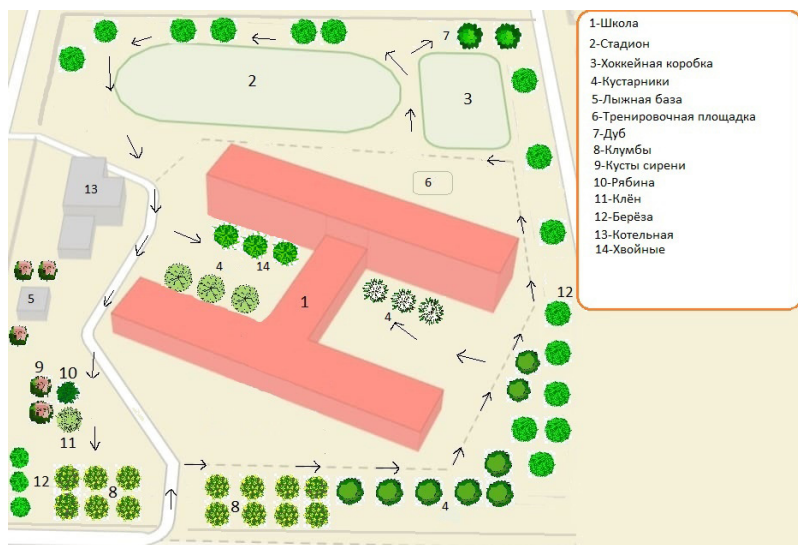 1-Школа
2-Стадион
3-Хоккейная коробка
4-Кустарники
5-Лыжная база
6-Тренировочная площадка
7-Дуб
8-Клумбы
9-Кусты сирени
10-Рябина
11-Клён
12-Берёза
13-Котельная
14-Хвойные
7
2
3
13
6
4 14
5
1
12
4
9 10
11
12 8
8
4